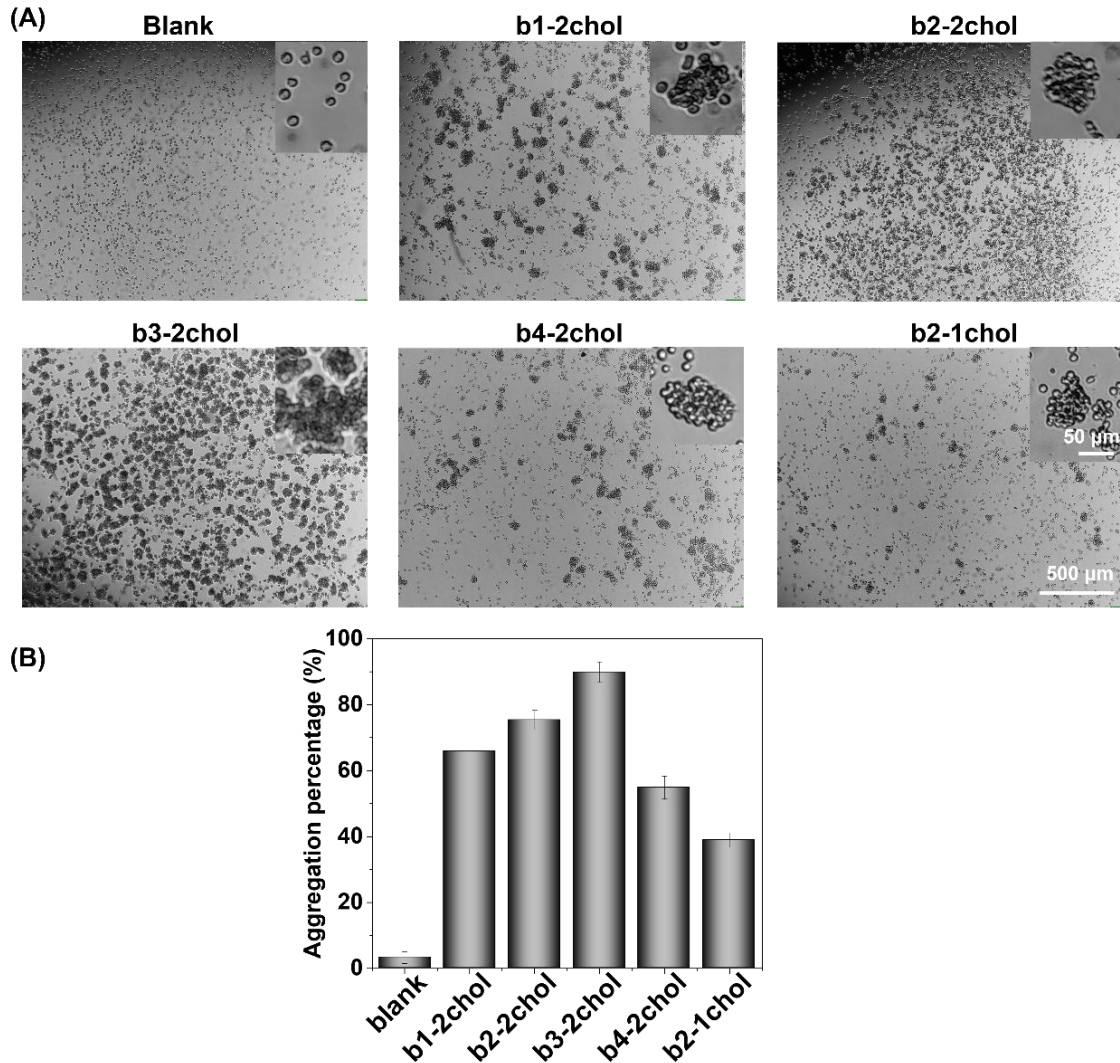 (A)
Blank
b1-2chol
b2-2chol
b3-2chol
b4-2chol
b2-1chol
50 µm
500 µm
(B)
Aggregation percentage (%)
100
80
60
40
20
0
blank
b1-2chol
b2-2chol
b3-2chol
b4-2chol
b2-1chol